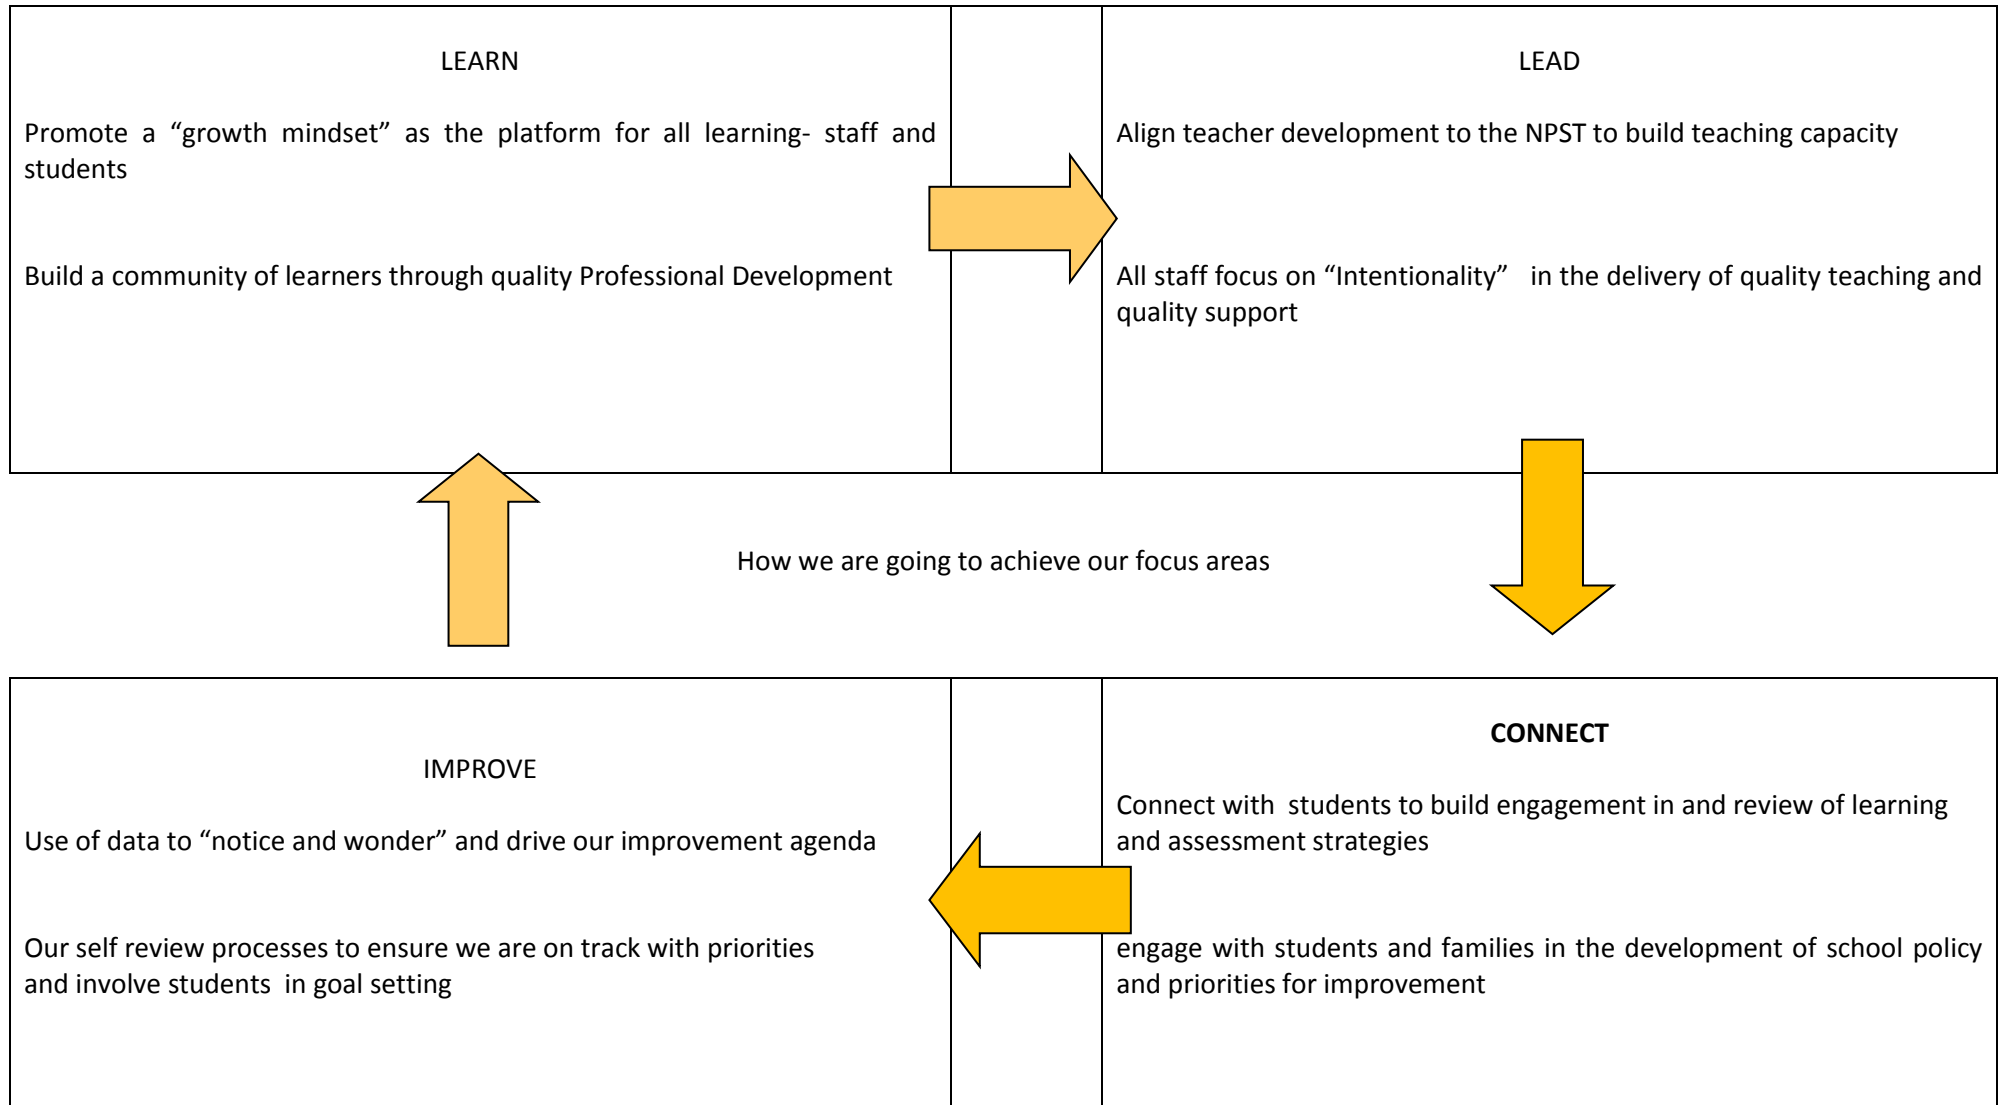 LEARN
Promote a “growth mindset” as the platform for all learning- staff and
students
Build a community of learners through quality Professional Development
LEAD
Align teacher development to the NPST to build teaching capacity
All staff focus on “Intentionality”   in the delivery of quality teaching and
quality support
How we are going to achieve our focus areas
IMPROVE
Use of data to “notice and wonder” and drive our improvement agenda
Our self review processes to ensure we are on track with priorities
and involve students  in goal setting
CONNECT
Connect with  students to build engagement in and review of learning
and assessment strategies
engage with students and families in the development of school policy
and priorities for improvement